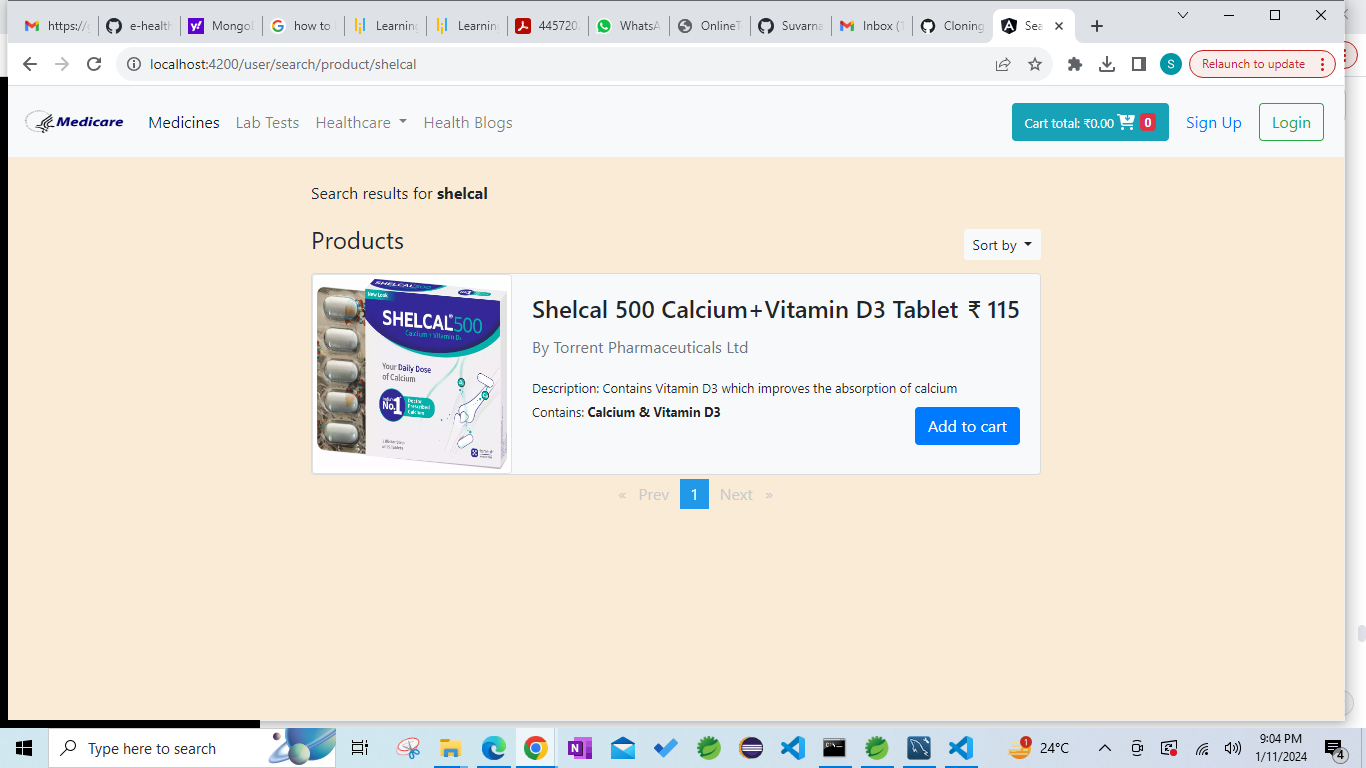 https://g
e-health
Mongol
how to
Learning
Learning
445720
WhatsA
OnlineT
Suvarna
Inbox (1
Cloning
Sea
localhost:4200/user/search/product/shelcal
S
Relaunch to update
Medicare
Medicines
Lab Tests
Healthcare
Health Blogs
Cart total: ₹0.00 0
Sign Up
Login
Search results for shelcal
Products
Sort by
New Look
SHELCAL 500
Calcium + Vitamin D3
Your Daily Dose
of Calcium
No.1
Doctor
Prescribed
Calcium
Shelcal 500 Calcium+Vitamin D3 Tablet ₹ 115
By Torrent Pharmaceuticals Ltd
Description: Contains Vitamin D3 which improves the absorption of calcium
Contains: Calcium & Vitamin D3
Add to cart
« Prev 1 Next »
Type here to search
1
24°C
9:04 PM
1/11/2024
4